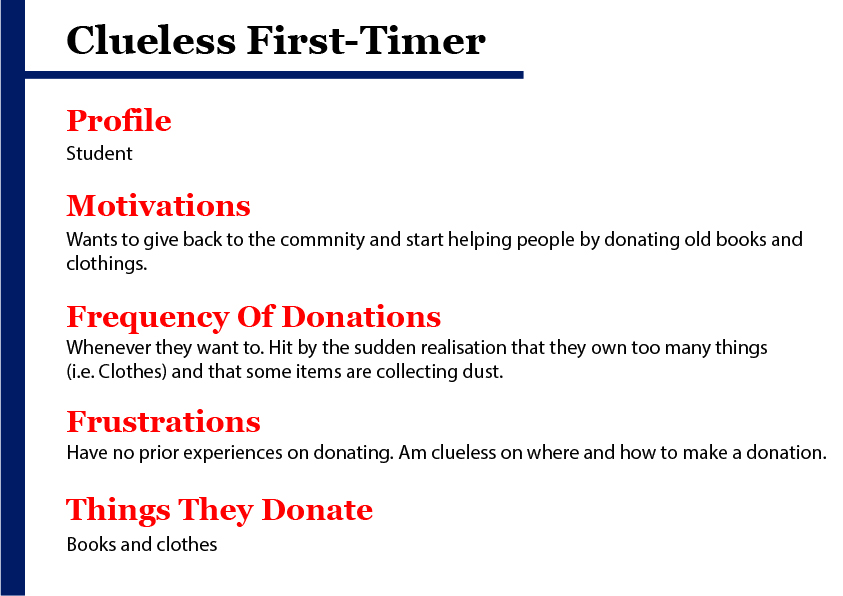 Clueless First-Timer
Profile
Student
Motivations
Wants to give back to the commnity and start helping people by donating old books and
clothings.
Frequency Of Donations
Whenever they want to. Hit by the sudden realisation that they own too many things
(i.e. Clothes) and that some items are collecting dust.
Frustrations
Have no prior experiences on donating. Am clueless on where and how to make a donation.
Things They Donate
Books and clothes